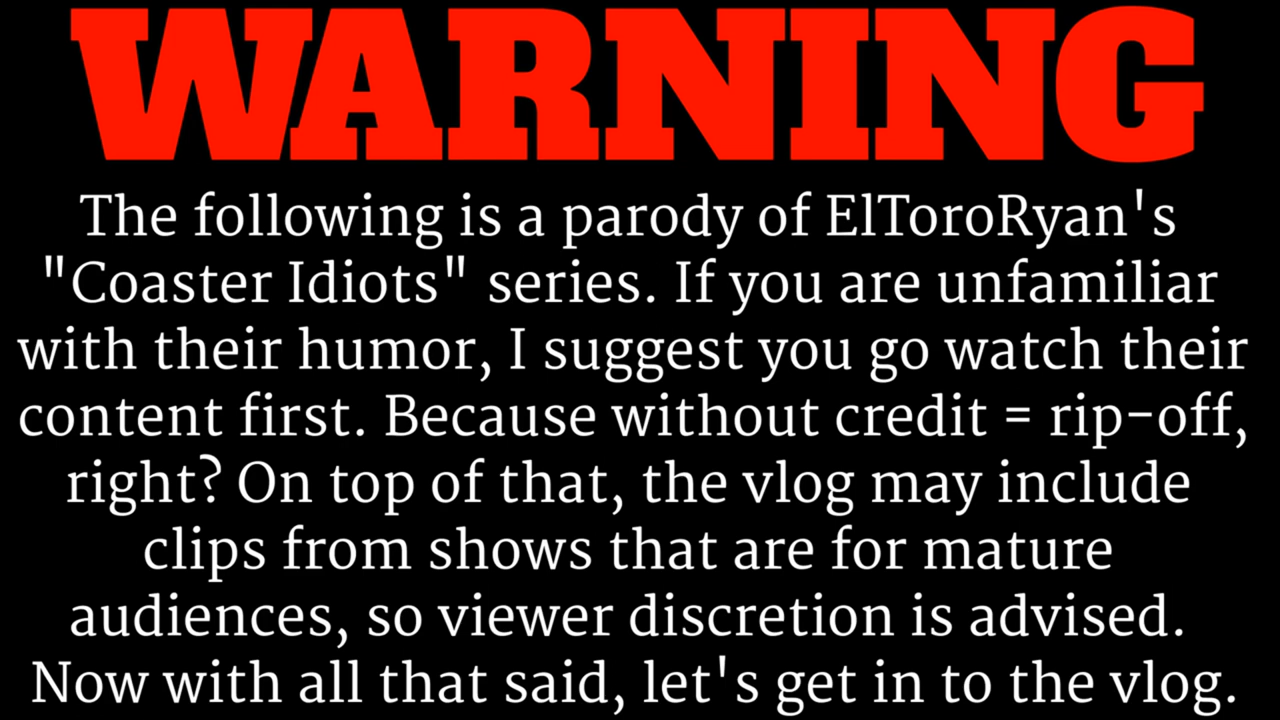 WARNING
The following is a parody of ElToroRyan's
"Coaster Idiots" series. If you are unfamiliar
with their humor, I suggest you go watch their
content first. Because without credit = rip-off,
right? On top of that, the vlog may include
clips from shows that are for mature
audiences, so viewer discretion is advised.
Now with all that said, let's get in to the vlog.